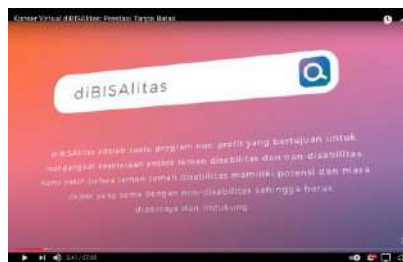 Konser Virtual diBISAlitas: Prestasi Tanpa Batas
diBISAlitas
diBISAlitas adalah suatu program non profit yang bertujuan untuk
mengangkat kesetaraan antara teman disabilitas dan non-disabilitas.
Kami yakin bahwa teman-teman disabilitas memiliki potensi dan masa
depan yang sama dengan non-disabilitas sehingga harus
dipercaya dan didukung.